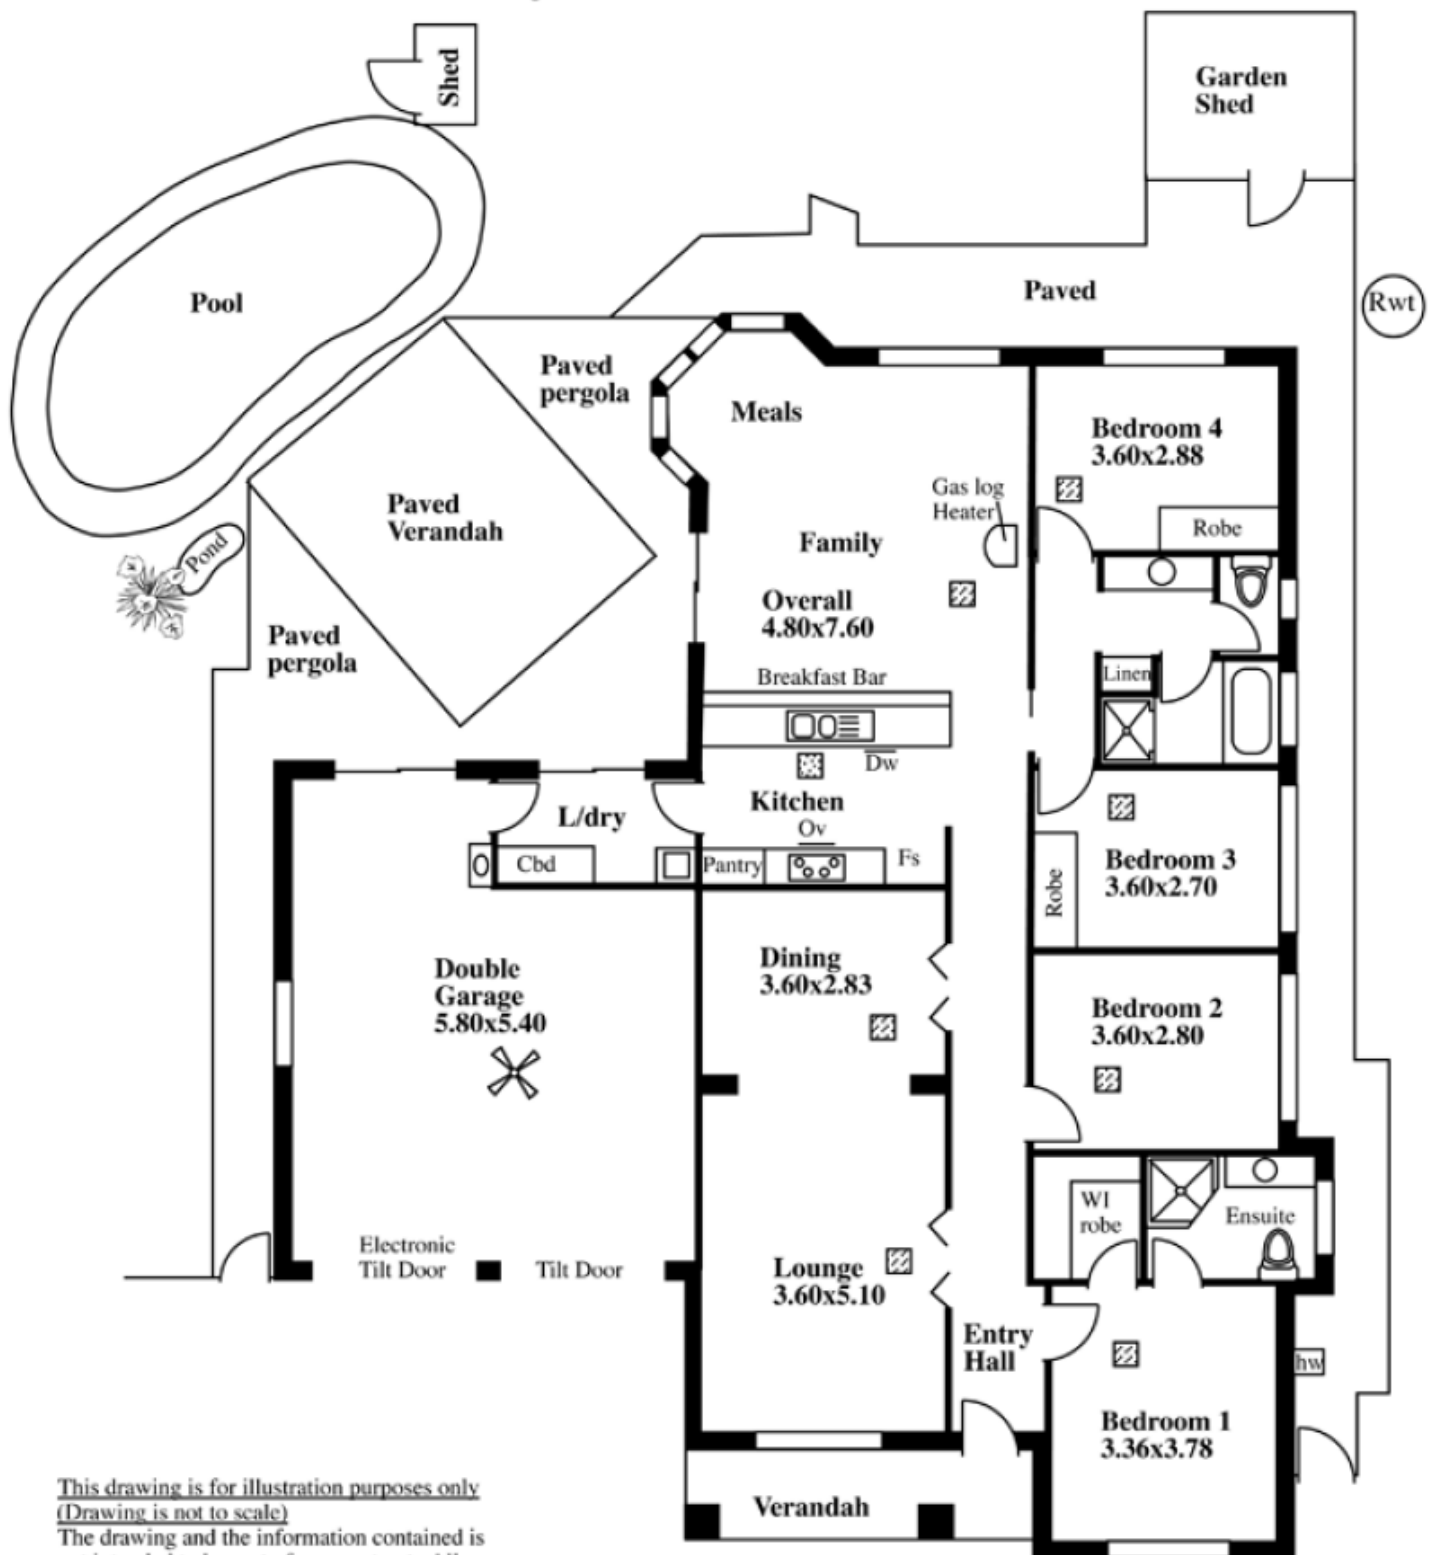 Shed
Garden
Shed
Pool
Paved
Rwt
Paved
pergola
Meals
Bedroom 4
3.60x2.88
Gas log
Heater
Robe
Paved
Verandah
Family
Pond
Overall
4.80x7.60
Paved
pergola
Breakfast Bar
Linen
Dw
Kitchen
L/dry
Ov
Cbd
Pantry
Fs
Bedroom 3
3.60x2.70
Robe
Dining
3.60x2.83
Double
Garage
5.80x5.40
Bedroom 2
3.60x2.80
WI
robe
Ensuite
Electronic
Tilt Door
Tilt Door
Lounge
3.60x5.10
Entry
Hall
hw
Bedroom 1
3.36x3.78
Verandah
This drawing is for illustration purposes only
(Drawing is not to scale)
The drawing and the information contained is